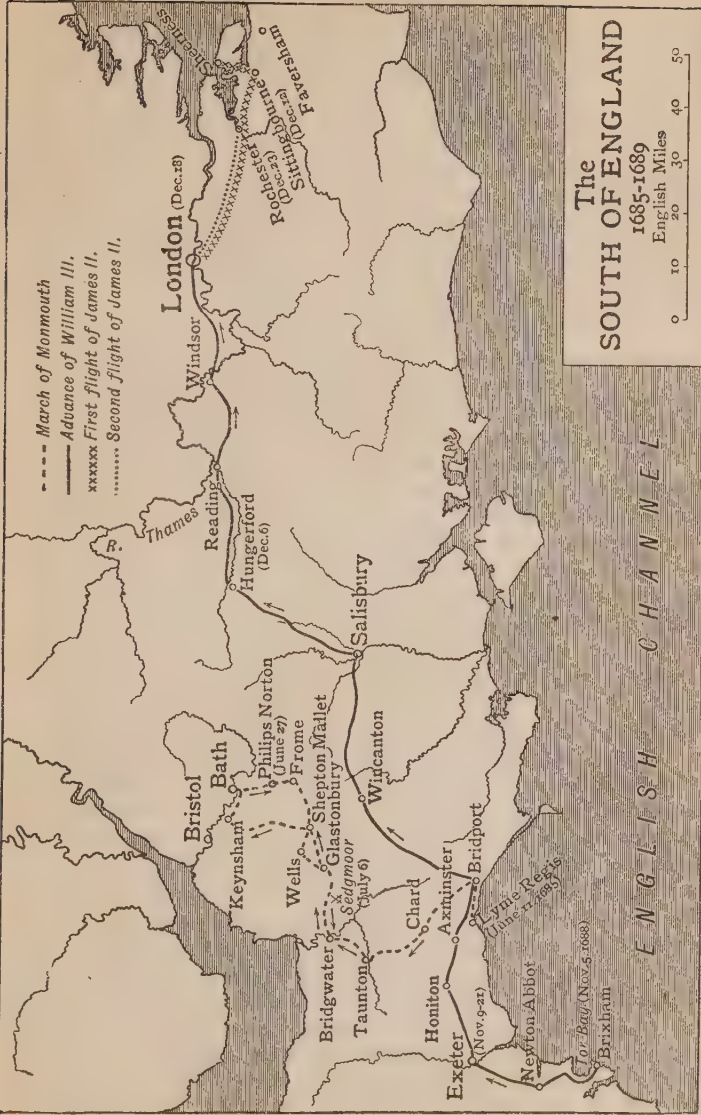 The
SOUTH OF ENGLAND
1685-1689
English Miles
0 10 20 30 40 50
March of Monmouth
Advance of William III.
xxxxxx First flight of James II.
Second flight of James II.
Sheerness
London (Dec.18)
Rochester
(Dec.23)
Sittingbourne
(Dec.12)
Faversham
Windsor
R. Thames
Reading
Hungerford
(Dec.6)
Salisbury
Bristol
Bath
Keynsham
Philips Norton
(June 27)
Frome
Wells
Shepton Mallet
Glastonbury
Sedgmoor
(July 6)
Bridgwater
Taunton
Wincanton
Chard
Axminster
Bridport
Lyme Regis
(June 11.1685)
Honiton
Exeter
(Nov.9-21)
Newton Abbot
Tor Bay (Nov.5.1688)
Brixham
ENGLISH CHANNEL